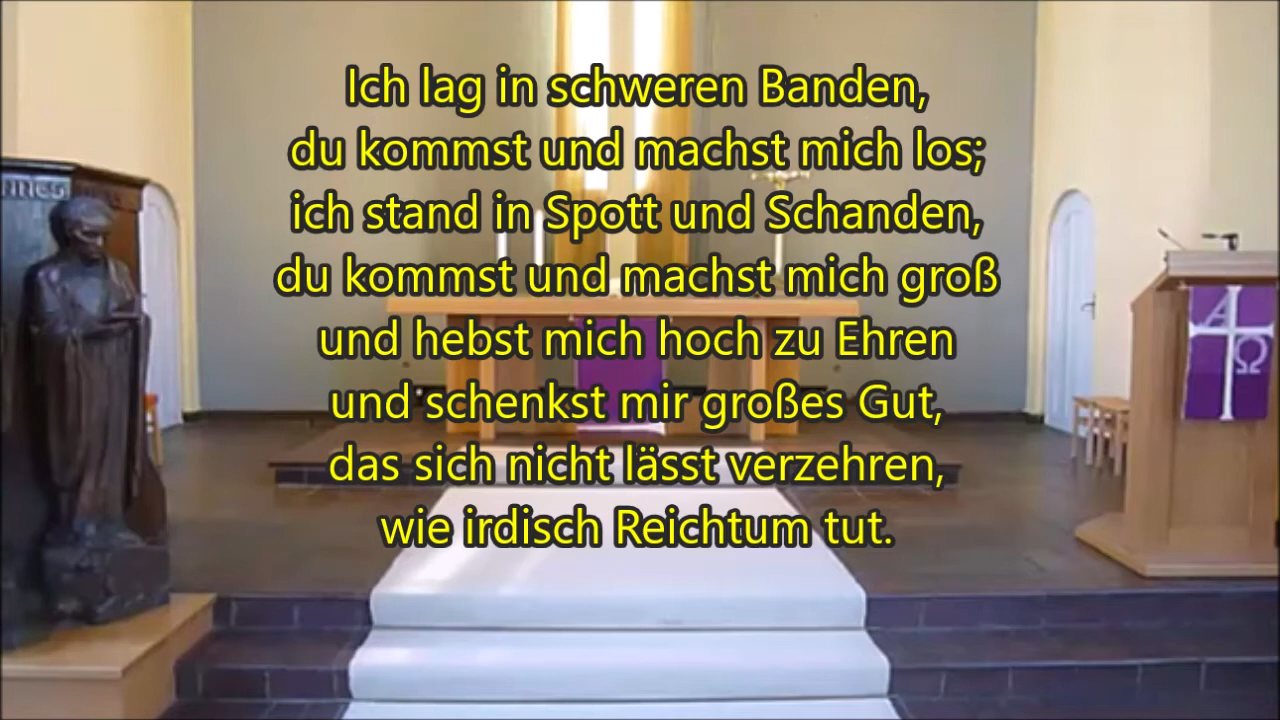 Ich lag in schweren Banden,
du kommst und machst mich los;
ich stand in Spott und Schanden,
du kommst und machst mich groß
und hebst mich hoch zu Ehren
und schenkst mir großes Gut,
das sich nicht lässt verzehren,
wie irdisch Reichtum tut.
Α
Ω